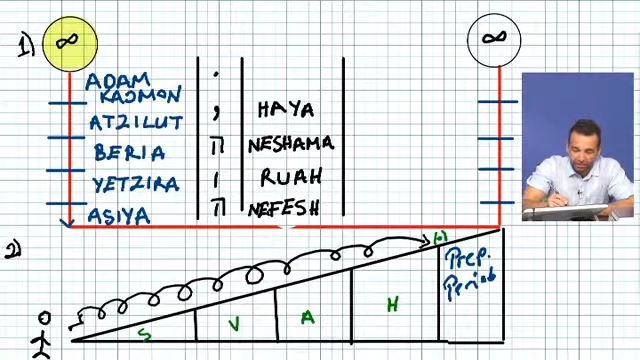 1)
∞
∞
ADAM
KADMON
ATZILUT
BERIA
YETZIRA
ASIYA
HAYA
NESHAMA
RUAH
NEFESH
2)
S
V
A
H
Prep.
Period